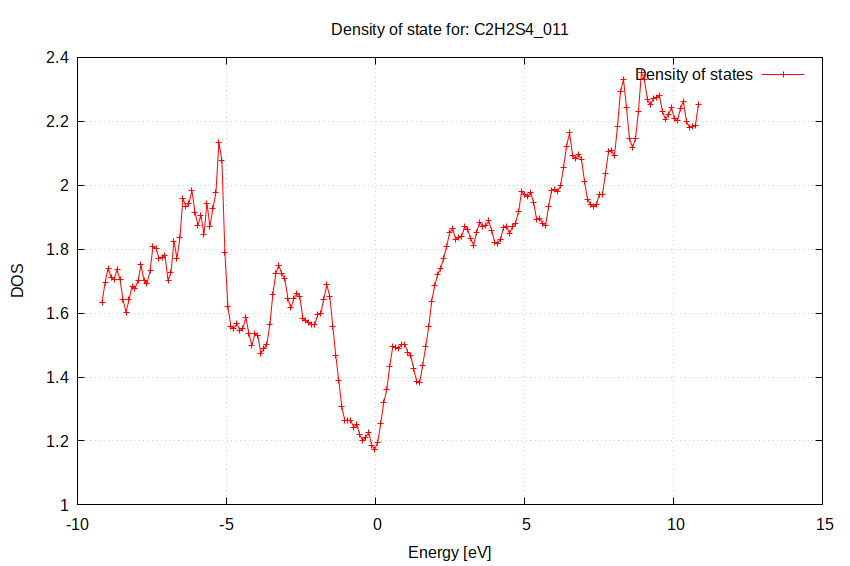 Density of state for: C2H2S4_011
2.4
Density of states
2.2
2
1.8
1.6
1.4
1.2
1
DOS
-10 -5 0 5 10 15
Energy [eV]